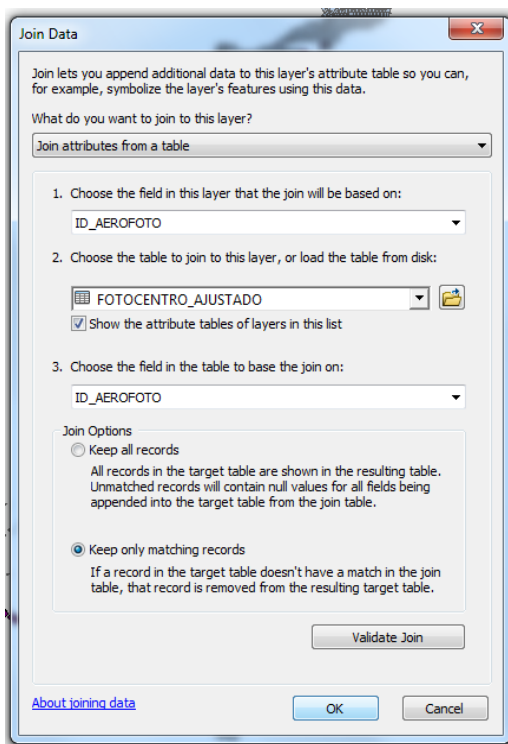 Join Data
Join lets you append additional data to this layer's attribute table so you can,
for example, symbolize the layer's features using this data.
What do you want to join to this layer?
Join attributes from a table
1. Choose the field in this layer that the join will be based on:
ID_AEROFOTO
2. Choose the table to join to this layer, or load the table from disk:
FOTOCENTRO_AJUSTADO
Show the attribute tables of layers in this list
3. Choose the field in the table to base the join on:
ID_AEROFOTO
Join Options
Keep all records
All records in the target table are shown in the resulting table.
Unmatched records will contain null values for all fields being
appended into the target table from the join table.
Keep only matching records
If a record in the target table doesn't have a match in the join
table, that record is removed from the resulting target table.
Validate Join
About joining data
OK
Cancel